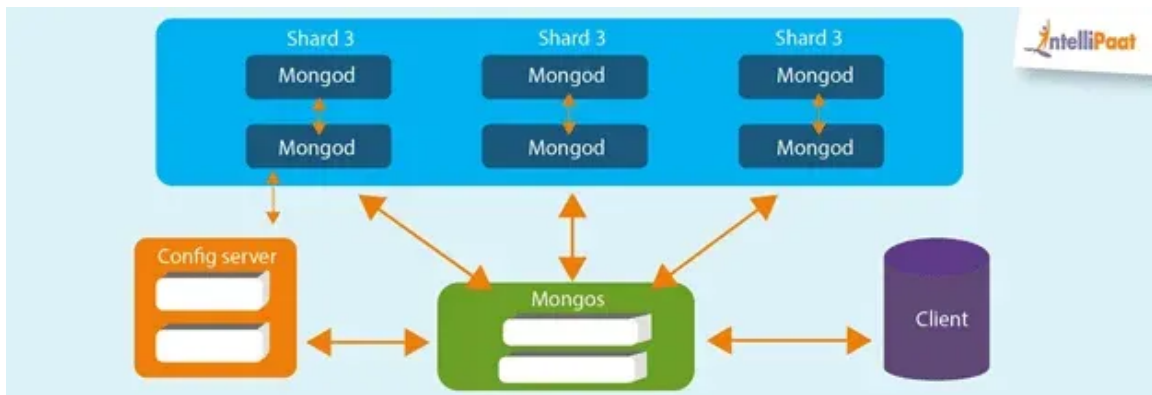 Shard 3 Shard 3 Shard 3
IntelliPaat
Mongod Mongod Mongod
Mongod Mongod Mongod
Config server
Mongos
Client